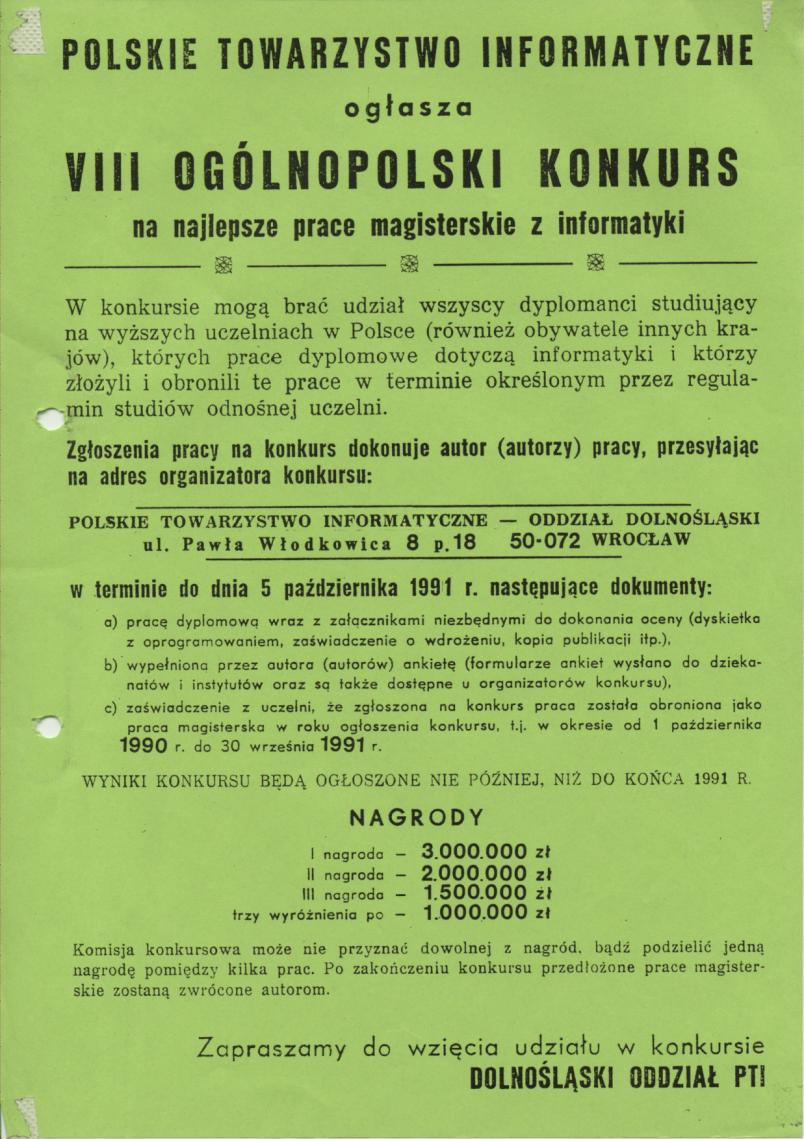 POLSKIE TOWARZYSTWO INFORMATYCZNE
ogłasza
VIII OGÓLNOPOLSKI KONKURS
na najlepsze prace magisterskie z informatyki
W konkursie mogą brać udział wszyscy dyplomanci studiujący
na wyższych uczelniach w Polsce (również obywatele innych kra-
jów), których prace dyplomowe dotyczą informatyki i którzy
złożyli i obronili te prace w terminie określonym przez regula-
min studiów odnośnej uczelni.
Zgłoszenia pracy na konkurs dokonuje autor (autorzy) pracy, przesyłając
na adres organizatora konkursu:
POLSKIE TOWARZYSTWO INFORMATYCZNE — ODDZIAŁ DOLNOŚLĄSKI
ul. Pawła Włodkowica 8 p.18 50-072 WROCŁAW
w terminie do dnia 5 października 1991 r. następujące dokumenty:
a) pracę dyplomową wraz z załącznikami niezbędnymi do dokonania oceny (dyskietka
z oprogramowaniem, zaświadczenie o wdrożeniu, kopia publikacji itp.),
b) wypełniona przez autora (autorów) ankietę (formularze ankiet wysłano do dzieka-
natów i instytutów oraz są także dostępne u organizatorów konkursu),
c) zaświadczenie z uczelni, że zgłoszona na konkurs praca została obroniona jako
praca magisterska w roku ogłoszenia konkursu, t.j. w okresie od 1 października
1990 r. do 30 września 1991 r.
WYNIKI KONKURSU BĘDĄ OGŁOSZONE NIE PÓŹNIEJ, NIŻ DO KOŃCA 1991 R.
NAGRODY
I nagroda – 3.000.000 zł
II nagroda – 2.000.000 zł
III nagroda – 1.500.000 zł
trzy wyróżnienia po – 1.000.000 zł
Komisja konkursowa może nie przyznać dowolnej z nagród, bądź podzielić jedną
nagrodę pomiędzy kilka prac. Po zakończeniu konkursu przedłożone prace magister-
skie zostaną zwrócone autorom.
Zapraszamy do wzięcia udziału w konkursie
DOLNOŚLĄSKI ODDZIAŁ PTI